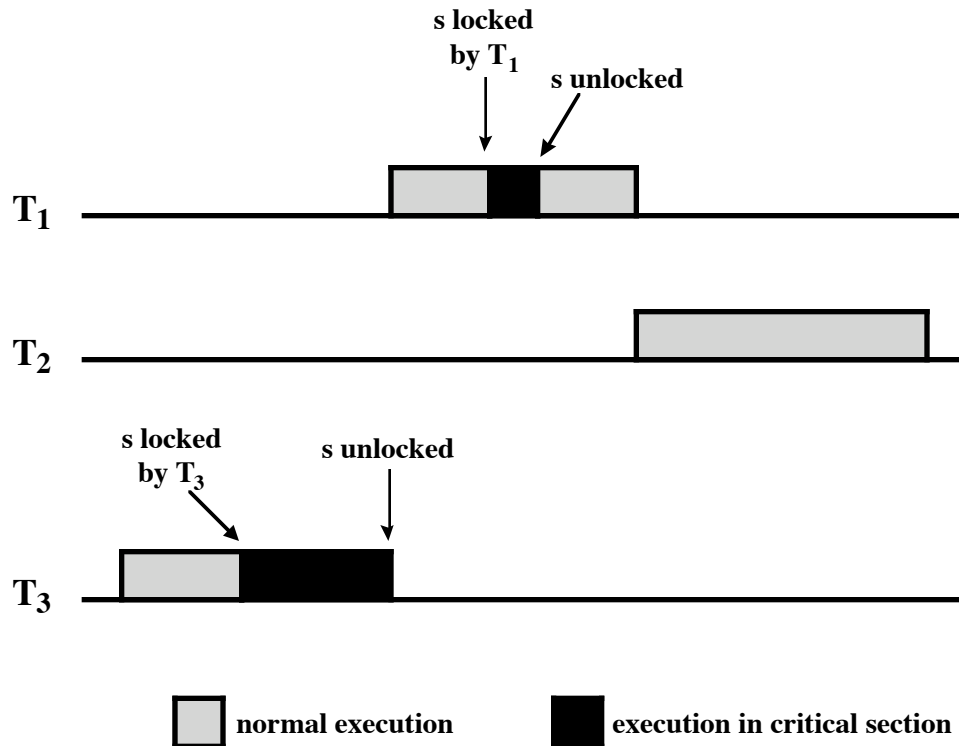 s locked
by T1
s unlocked
T1
T2
s locked
by T3
s unlocked
T3
normal execution
execution in critical section